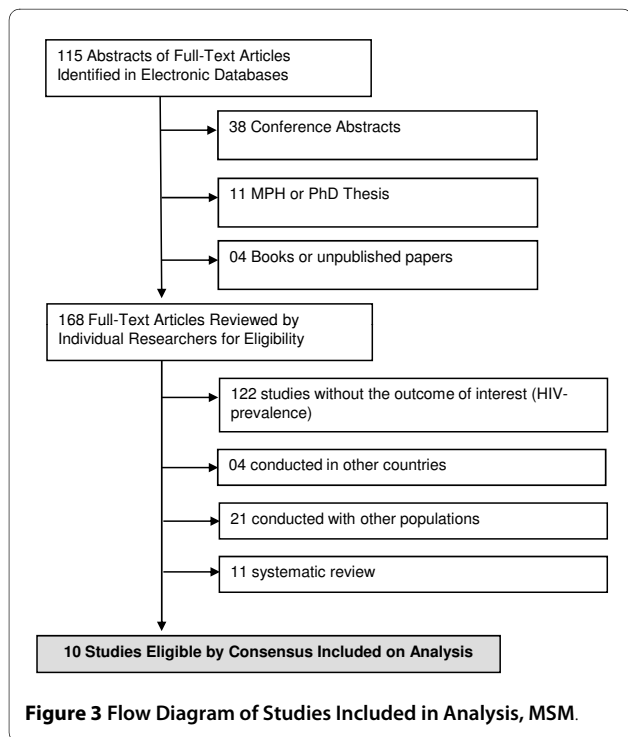 115 Abstracts of Full-Text Articles
Identified in Electronic Databases
38 Conference Abstracts
11 MPH or PhD Thesis
04 Books or unpublished papers
168 Full-Text Articles Reviewed by
Individual Researchers for Eligibility
122 studies without the outcome of interest (HIV-
prevalence)
04 conducted in other countries
21 conducted with other populations
11 systematic review
10 Studies Eligible by Consensus Included on Analysis
Figure 3 Flow Diagram of Studies Included in Analysis, MSM.